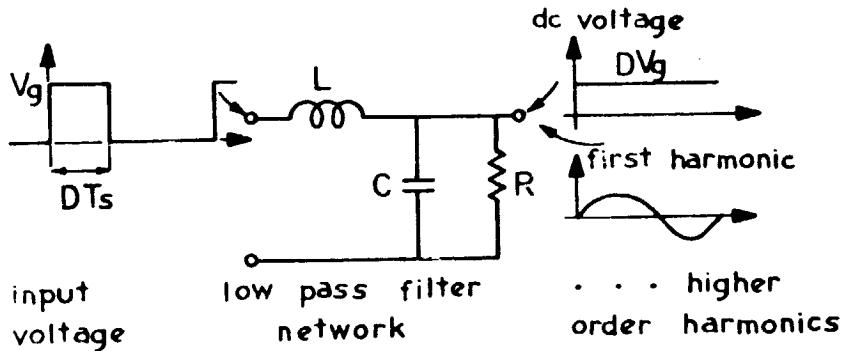 dc voltage
Vg
L
DVg
DTs
C
R
first harmonic
input
voltage
low pass filter
network
. . . higher
order harmonics